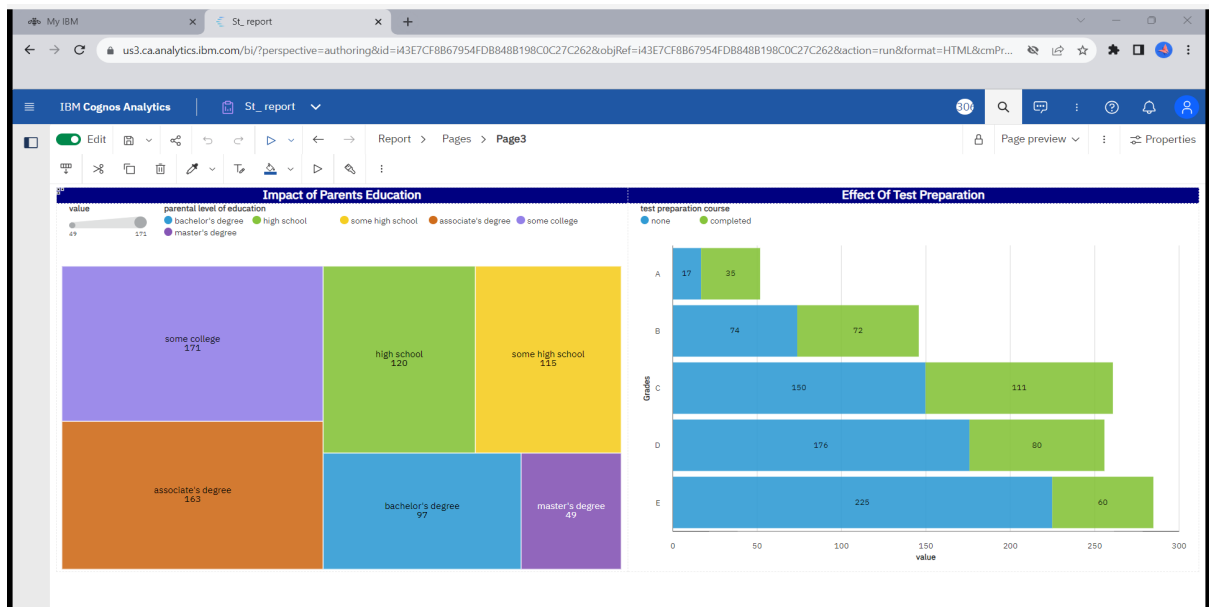 My IBM
St_ report
us3.ca.analytics.ibm.com/bi/?perspective=authoring&id=i43E7CF8B67954FDB848B198C0C27C262&objRef=i43E7CF8B67954FDB848B198C0C27C262&action=run&format=HTML&cmPr...
IBM Cognos Analytics St_ report
Edit Report > Pages > Page3 Page preview Properties
Impact of Parents Education
value
49 171
parental level of education
bachelor's degree high school some high school associate's degree some college
master's degree
some college
171
high school
120
some high school
115
associate's degree
163
bachelor's degree
97
master's degree
49
Effect Of Test Preparation
test preparation course
none completed
Grades
A 17 35
B 74 72
C 150 111
D 176 80
E 225 60
0 50 100 150 200 250 300
value